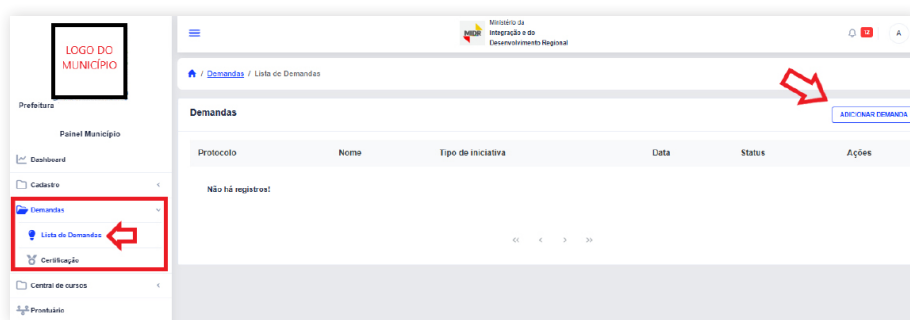 LOGO DO
MUNICÍPIO
Prefeitura
Painel Município
Dashboard
Cadastro
Demandas
Lista de Demandas
Certificação
Central de cursos
Prontuário
MIDR
Ministério da
Integração e do
Desenvolvimento Regional
12
A
/ Demandas / Lista de Demandas
Demandas
ADICIONAR DEMANDA
Protocolo Nome Tipo de iniciativa Data Status Ações
Não há registros!